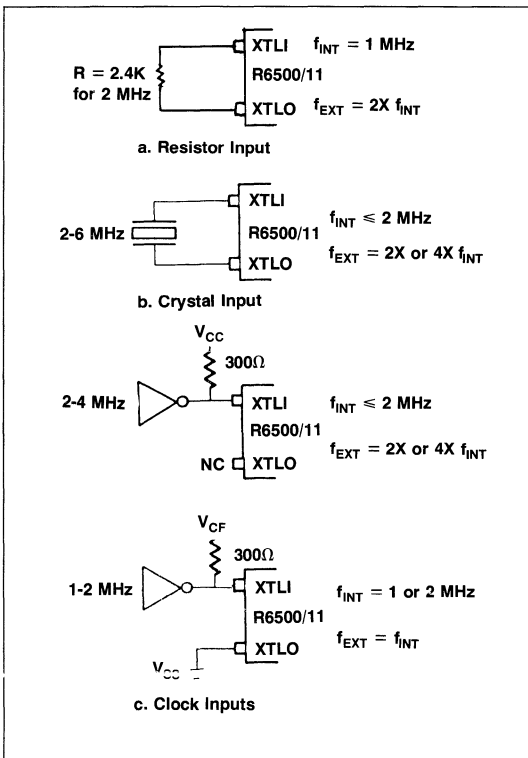 XTLI f_INT = 1 MHz
R = 2.4K R6500/11
for 2 MHz
XTLO f_EXT = 2X f_INT
a. Resistor Input
XTLI
2-6 MHz R6500/11 f_INT ≤ 2 MHz
XTLO f_EXT = 2X or 4X f_INT
b. Crystal Input
V_CC
300Ω
2-4 MHz XTLI f_INT ≤ 2 MHz
R6500/11
NC XTLO f_EXT = 2X or 4X f_INT
V_CF
300Ω
1-2 MHz XTLI f_INT = 1 or 2 MHz
R6500/11
XTLO f_EXT = f_INT
c. Clock Inputs